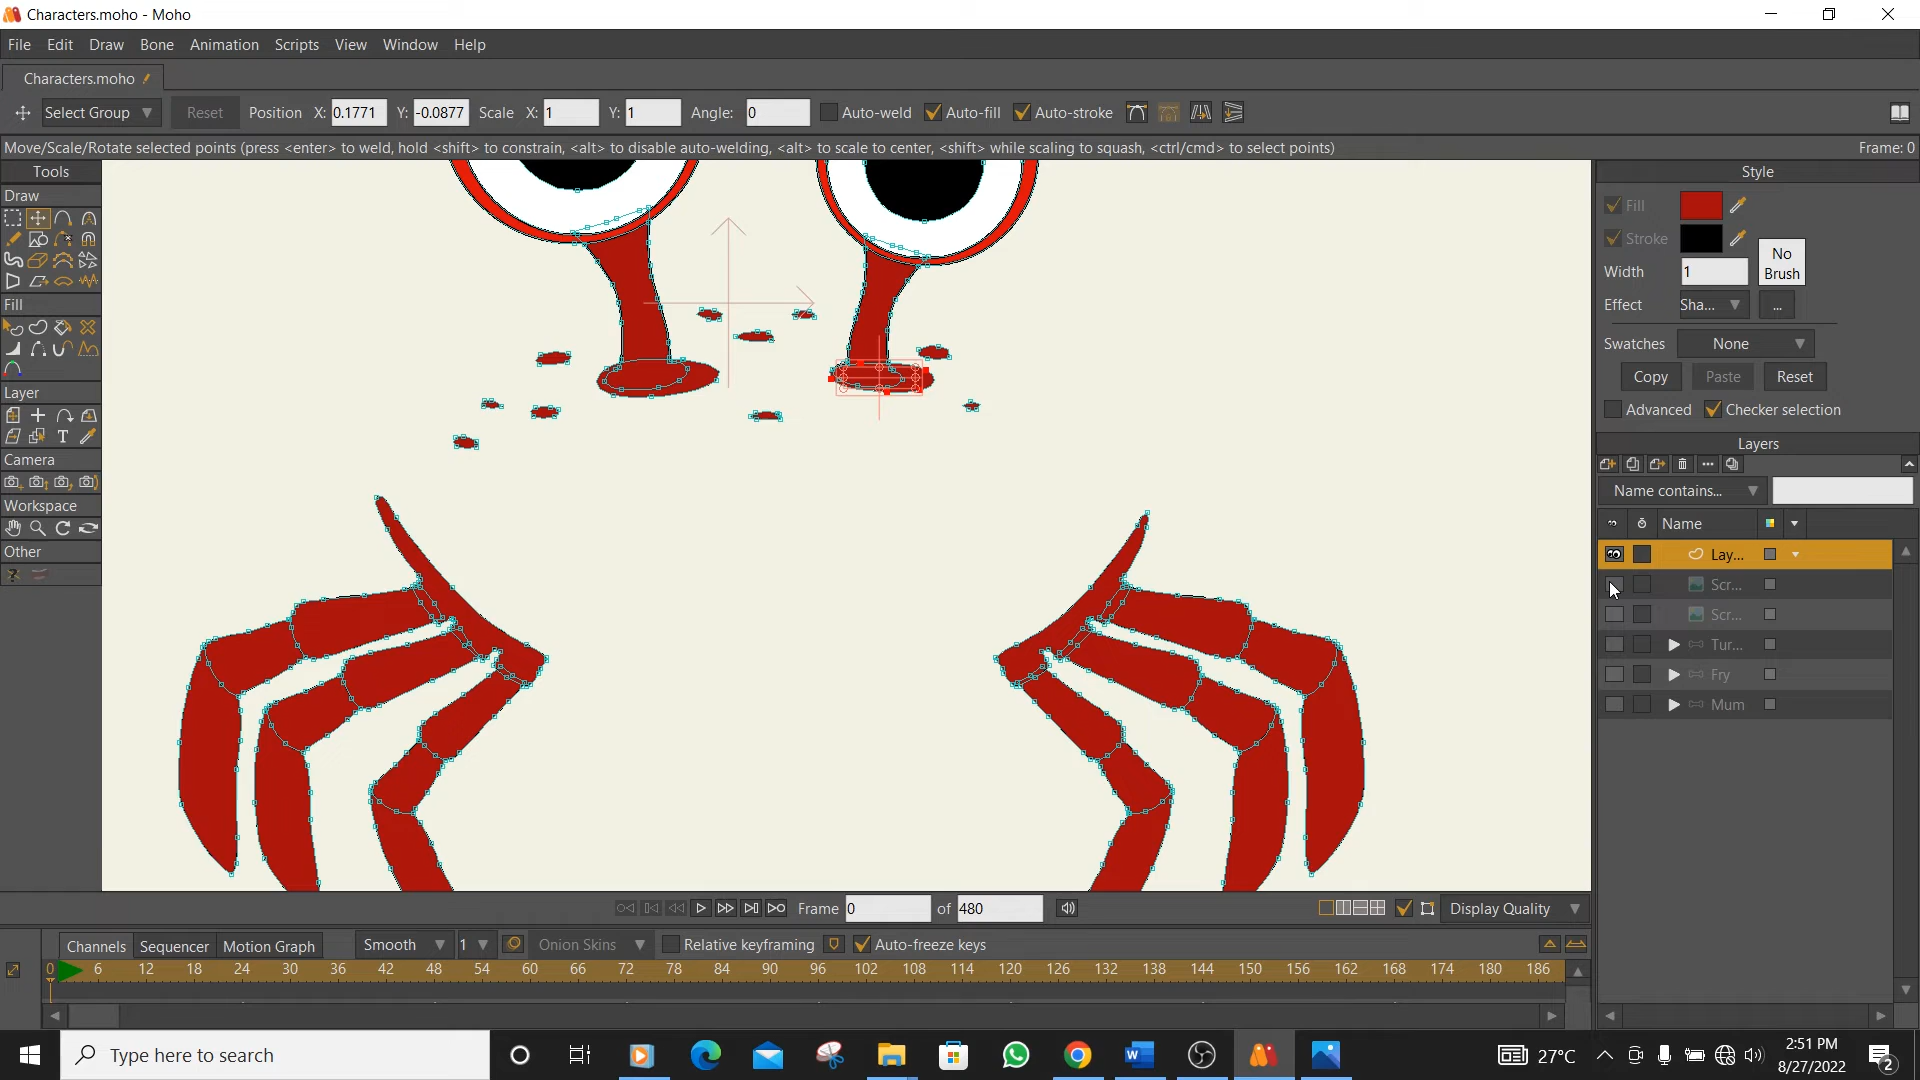 Characters.moho - Moho
File Edit Draw Bone Animation Scripts View Window Help
Characters.moho
Select Group Reset Position X: 0.1771 Y: -0.0877 Scale X: 1 Y: 1 Angle: 0 Auto-weld Auto-fill Auto-stroke
Move/Scale/Rotate selected points (press <enter> to weld, hold <shift> to constrain, <alt> to disable auto-welding, <alt> to scale to center, <shift> while scaling to squash, <ctrl/cmd> to select points) Frame: 0
Tools
Draw
Fill
Layer
Camera
Workspace
Other
Style
Fill
Stroke
No Brush
Width 1
Effect Sha... ...
Swatches None
Copy Paste Reset
Advanced Checker selection
Layers
Name contains...
Name
Lay...
Scr...
Scr...
Tur...
Fry
Mum
Frame 0 of 480 Display Quality
Channels Sequencer Motion Graph Smooth 1 Onion Skins Relative keyframing Auto-freeze keys
0 6 12 18 24 30 36 42 48 54 60 66 72 78 84 90 96 102 108 114 120 126 132 138 144 150 156 162 168 174 180 186
Type here to search
27°C
2:51 PM
8/27/2022
2